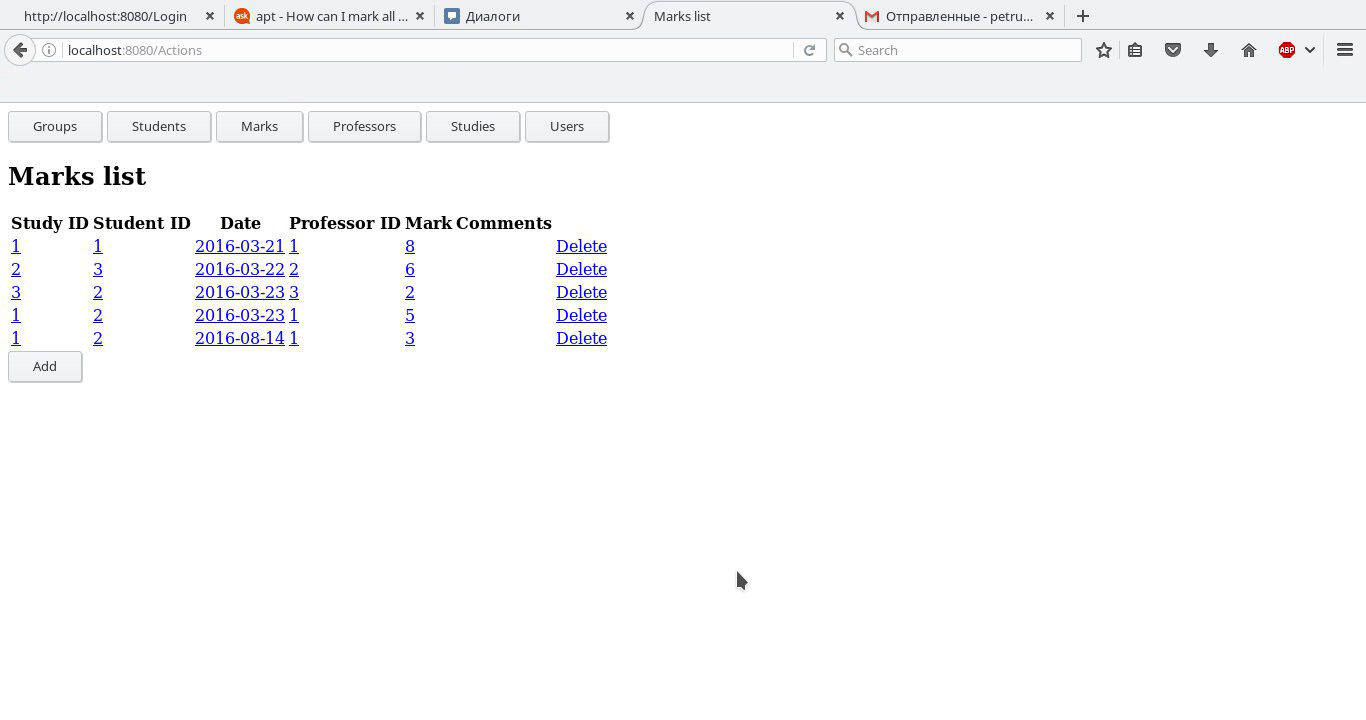 http://localhost:8080/Login apt - How can I mark all ... Диалоги Marks list Отправленные - petru...
localhost:8080/Actions Search ABP
Groups Students Marks Professors Studies Users
Marks list
Study ID Student ID Date Professor ID Mark Comments
1 1 2016-03-21 1 8 Delete
2 3 2016-03-22 2 6 Delete
3 2 2016-03-23 3 2 Delete
1 2 2016-03-23 1 5 Delete
1 2 2016-08-14 1 3 Delete
Add